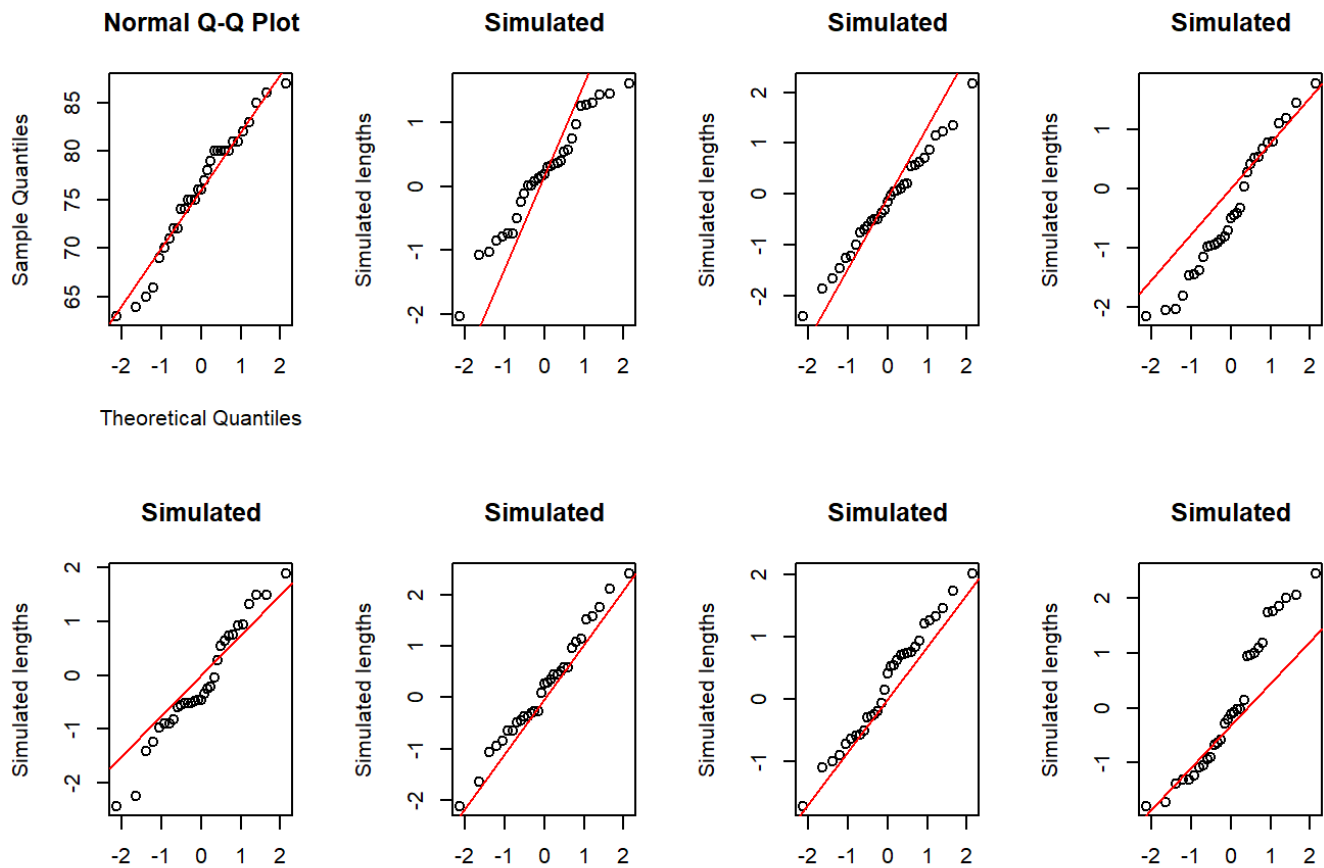 Normal Q-Q Plot
Sample Quantiles
65 70 75 80 85
-2 -1 0 1 2
Theoretical Quantiles
Simulated
Simulated lengths
-2 -1 0 1
-2 -1 0 1 2
Simulated
Simulated lengths
-2 -1 0 1 2
-2 -1 0 1 2
Simulated
Simulated lengths
-2 -1 0 1
-2 -1 0 1 2
Simulated
Simulated lengths
-2 -1 0 1 2
-2 -1 0 1 2
Simulated
Simulated lengths
-2 -1 0 1 2
-2 -1 0 1 2
Simulated
Simulated lengths
-1 0 1 2
-2 -1 0 1 2
Simulated
Simulated lengths
-1 0 1 2
-2 -1 0 1 2